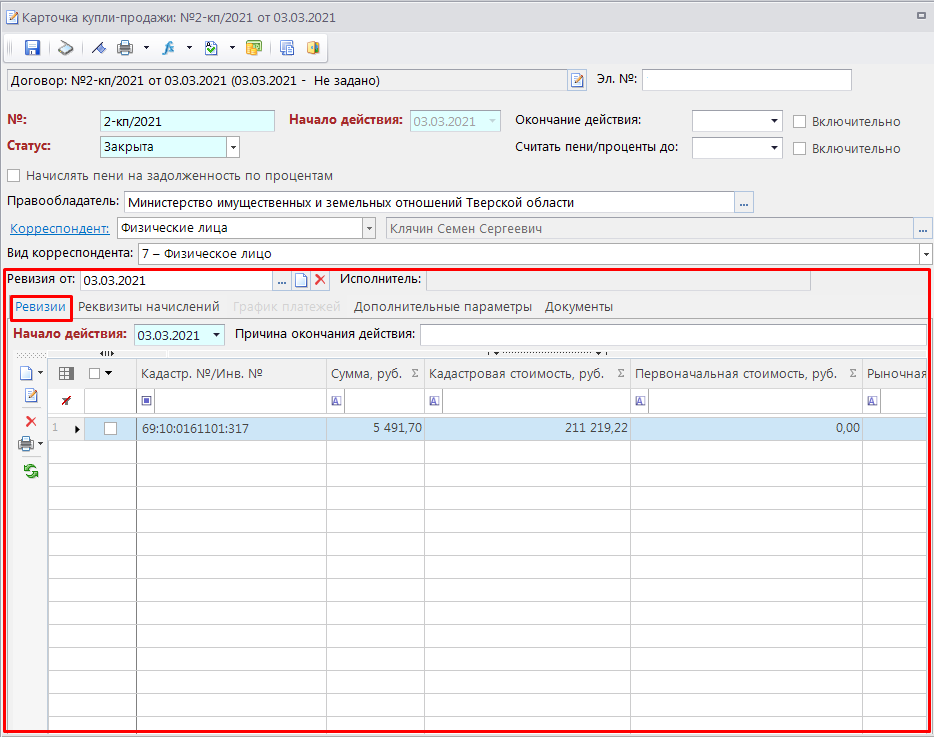 Карточка купли-продажи: №2-кп/2021 от 03.03.2021
Договор: №2-кп/2021 от 03.03.2021 (03.03.2021 - Не задано) Эл. №:
№: 2-кп/2021 Начало действия: 03.03.2021 Окончание действия: Включительно
Статус: Закрыта Считать пени/проценты до: Включительно
Начислять пени на задолженность по процентам
Правообладатель: Министерство имущественных и земельных отношений Тверской области ...
Корреспондент: Физические лица Клячин Семен Сергеевич ...
Вид корреспондента: 7 – Физическое лицо
Ревизия от: 03.03.2021 ... Исполнитель:
Ревизии Реквизиты начислений График платежей Дополнительные параметры Документы
Начало действия: 03.03.2021 Причина окончания действия:
Кадастр. №/Инв. № Сумма, руб. Σ Кадастровая стоимость, руб. Σ Первоначальная стоимость, руб. Σ Рыночная
1 69:10:0161101:317 5 491,70 211 219,22 0,00